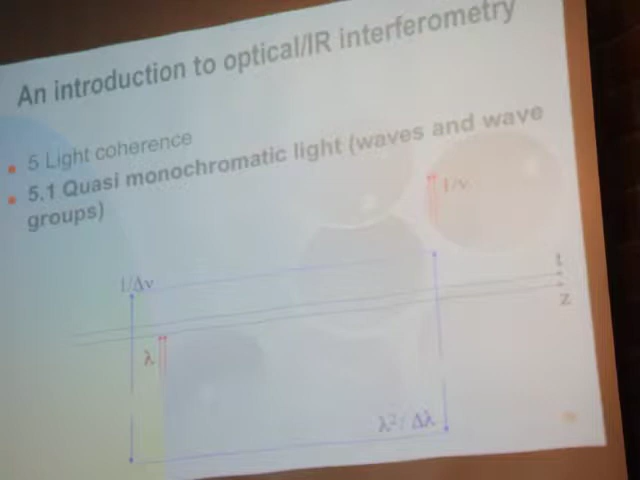 An introduction to optical/IR interferometry
5 Light coherence
5.1 Quasi monochromatic light (waves and wave
groups)
1/ν
1/Δν
t
z
λ
λ²/ Δλ